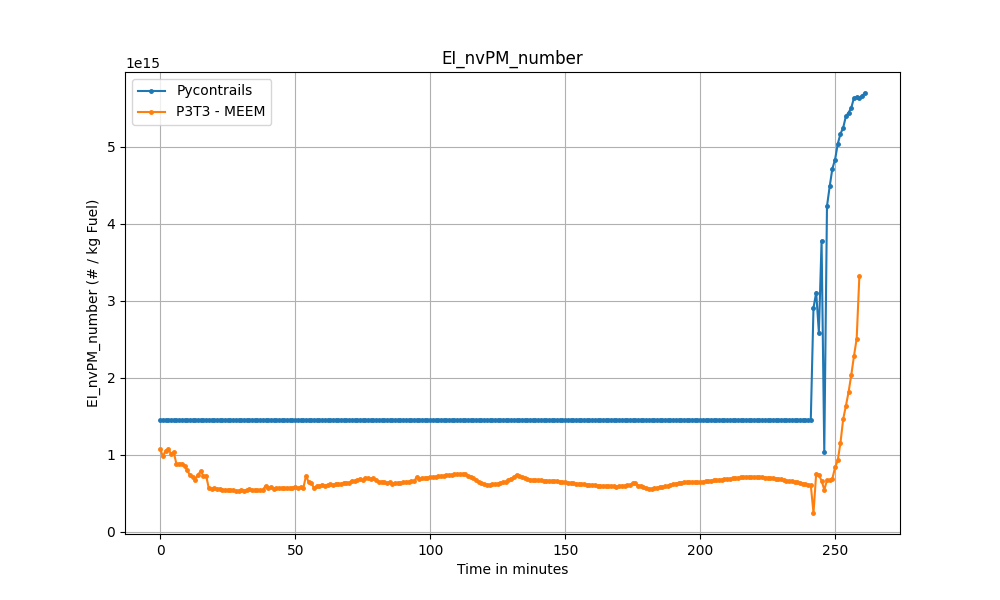 EI_nvPM_number
1e15
Pycontrails
P3T3 - MEEM
5
4
3
2
1
0
EI_nvPM_number (# / kg Fuel)
0 50 100 150 200 250
Time in minutes